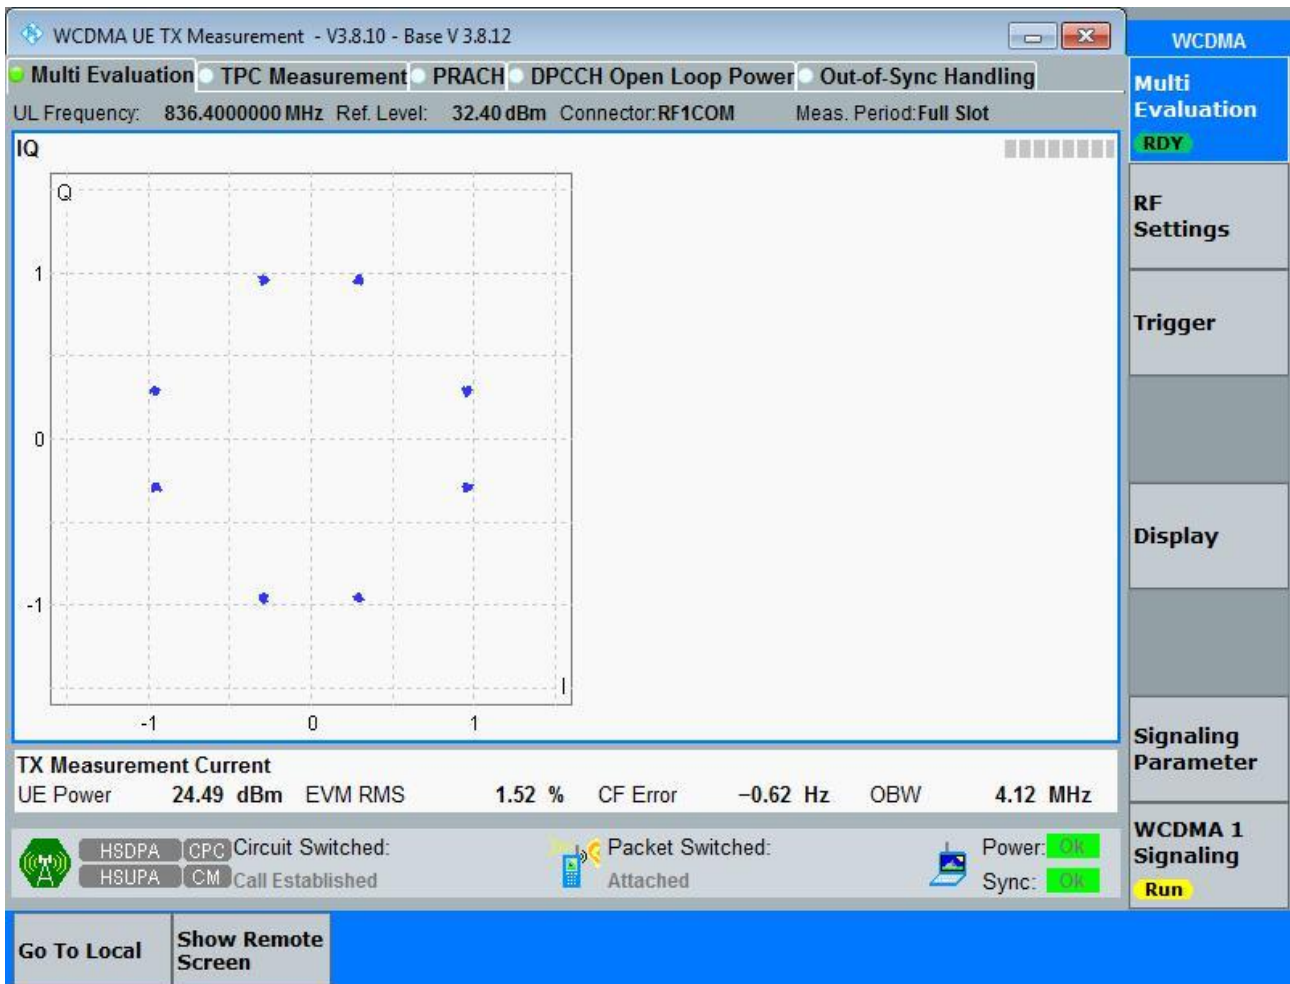 WCDMA UE TX Measurement - V3.8.10 - Base V 3.8.12
WCDMA
Multi Evaluation TPC Measurement PRACH DPCCH Open Loop Power Out-of-Sync Handling
UL Frequency: 836.4000000 MHz Ref. Level: 32.40 dBm Connector:RF1COM Meas. Period:Full Slot
Multi
Evaluation
RDY
IQ
Q
1
0
-1
I
-1 0 1
RF
Settings
Trigger
Display
Signaling
Parameter
WCDMA 1
Signaling
Run
TX Measurement Current
UE Power 24.49 dBm EVM RMS 1.52 % CF Error −0.62 Hz OBW 4.12 MHz
HSDPA CPC Circuit Switched: Packet Switched: Power: Ok
HSUPA CM Call Established Attached Sync: Ok
Go To Local
Show Remote
Screen